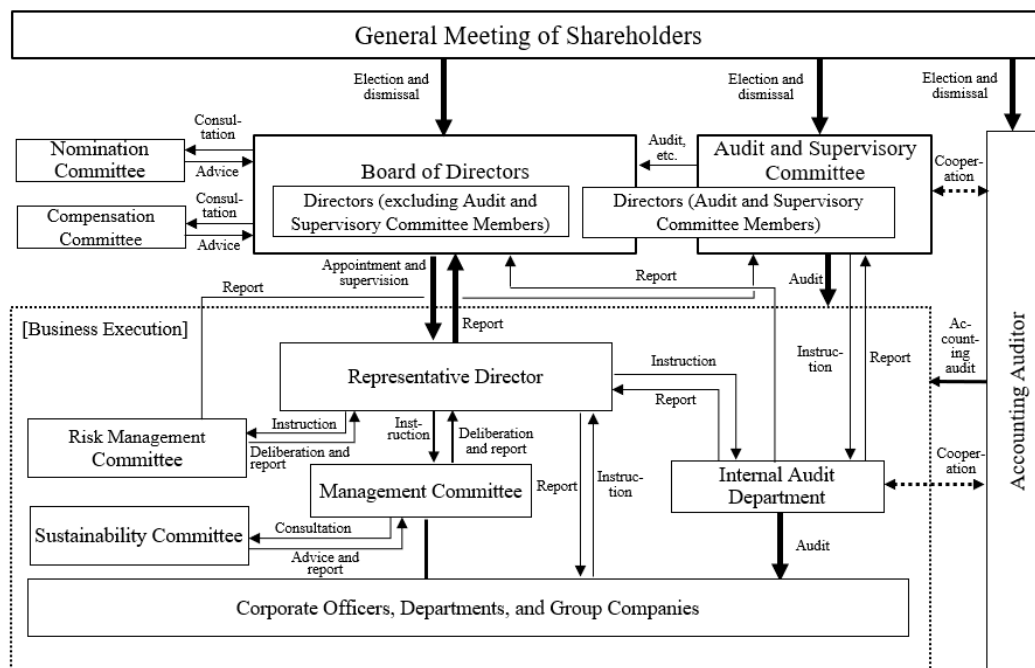 General Meeting of Shareholders
Election and
dismissal
Election and
dismissal
Election and
dismissal
Consul-
tation
Nomination
Committee
Advice
Consul-
tation
Compensation
Committee
Advice
Board of Directors
Directors (excluding Audit and
Supervisory Committee Members)
Audit,
etc.
Audit and Supervisory
Committee
Directors (Audit and Supervisory
Committee Members)
Cooper-
ation
Appointment and
supervision
Report
Report
Audit
Report
[Business Execution]
Representative Director
Instruction
Report
Instruc-
tion
Report
Ac-
count-
ing
audit
Accounting Auditor
Risk Management
Committee
Instruction
Deliberation and
report
Inst-
ruction
Deliberation
and report
Management Committee
Report
Instruc-
tion
Internal Audit
Department
Cooper-
ation
Sustainability Committee
Consultation
Advice and
report
Audit
Corporate Officers, Departments, and Group Companies